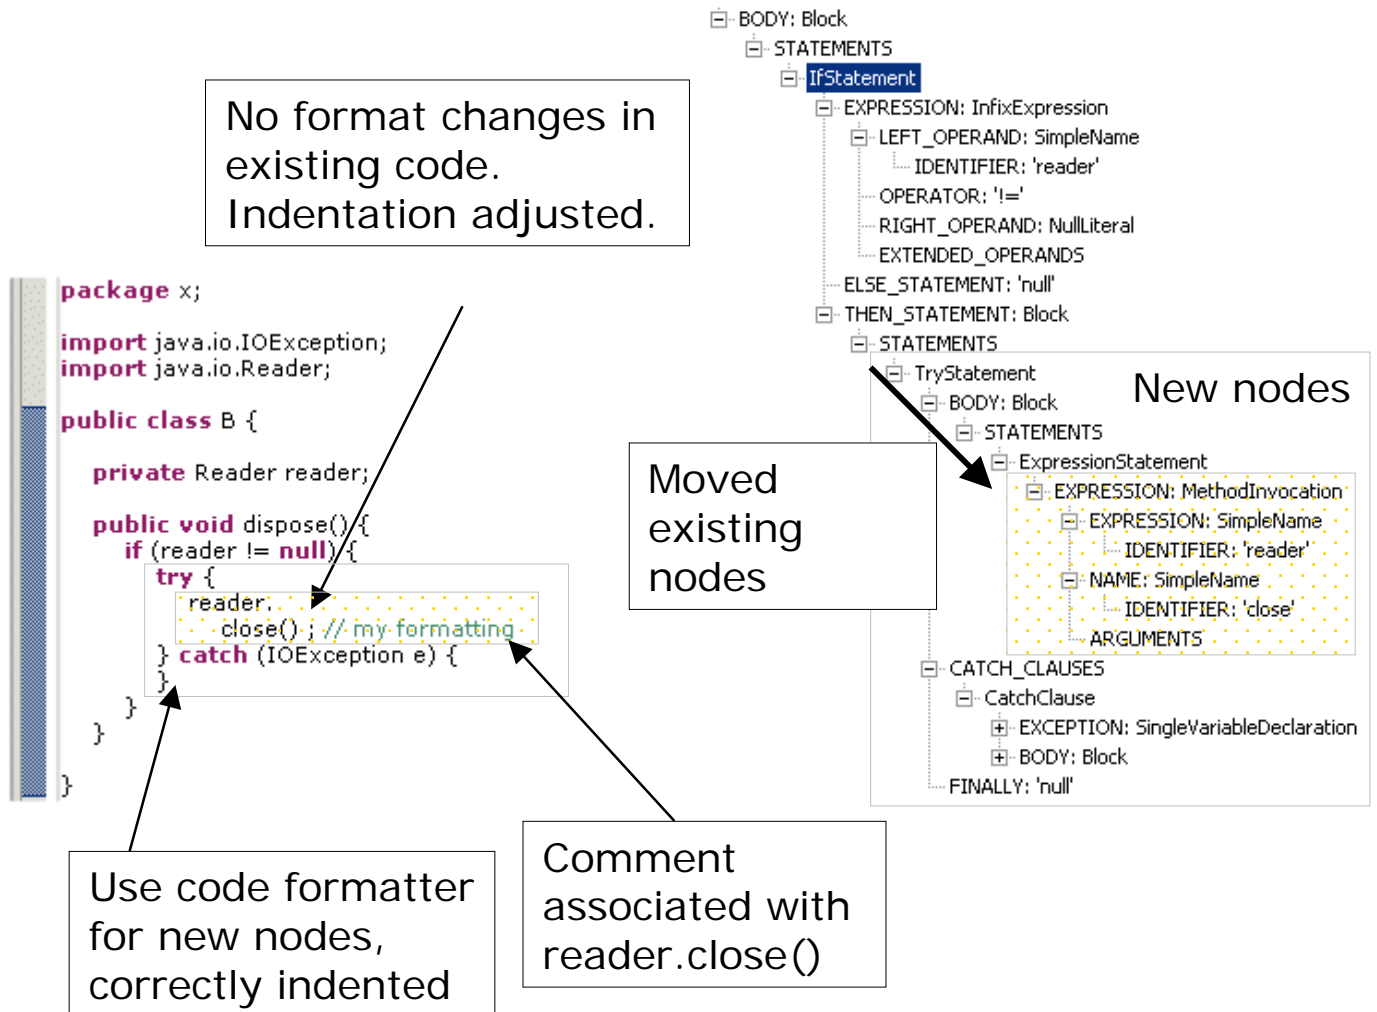 No format changes in
existing code.
Indentation adjusted.
package x;
import java.io.IOException;
import java.io.Reader;
public class B {
private Reader reader;
public void dispose() {
if (reader != null) {
try {
reader.
close() ; // my formatting
} catch (IOException e) {
}
}
}
}
Use code formatter
for new nodes,
correctly indented
Comment
associated with
reader.close()
Moved
existing
nodes
BODY: Block
STATEMENTS
IfStatement
EXPRESSION: InfixExpression
LEFT_OPERAND: SimpleName
IDENTIFIER: 'reader'
OPERATOR: '!='
RIGHT_OPERAND: NullLiteral
EXTENDED_OPERANDS
ELSE_STATEMENT: 'null'
THEN_STATEMENT: Block
STATEMENTS
TryStatement
New nodes
BODY: Block
STATEMENTS
ExpressionStatement
EXPRESSION: MethodInvocation
EXPRESSION: SimpleName
IDENTIFIER: 'reader'
NAME: SimpleName
IDENTIFIER: 'close'
ARGUMENTS
CATCH_CLAUSES
CatchClause
EXCEPTION: SingleVariableDeclaration
BODY: Block
FINALLY: 'null'